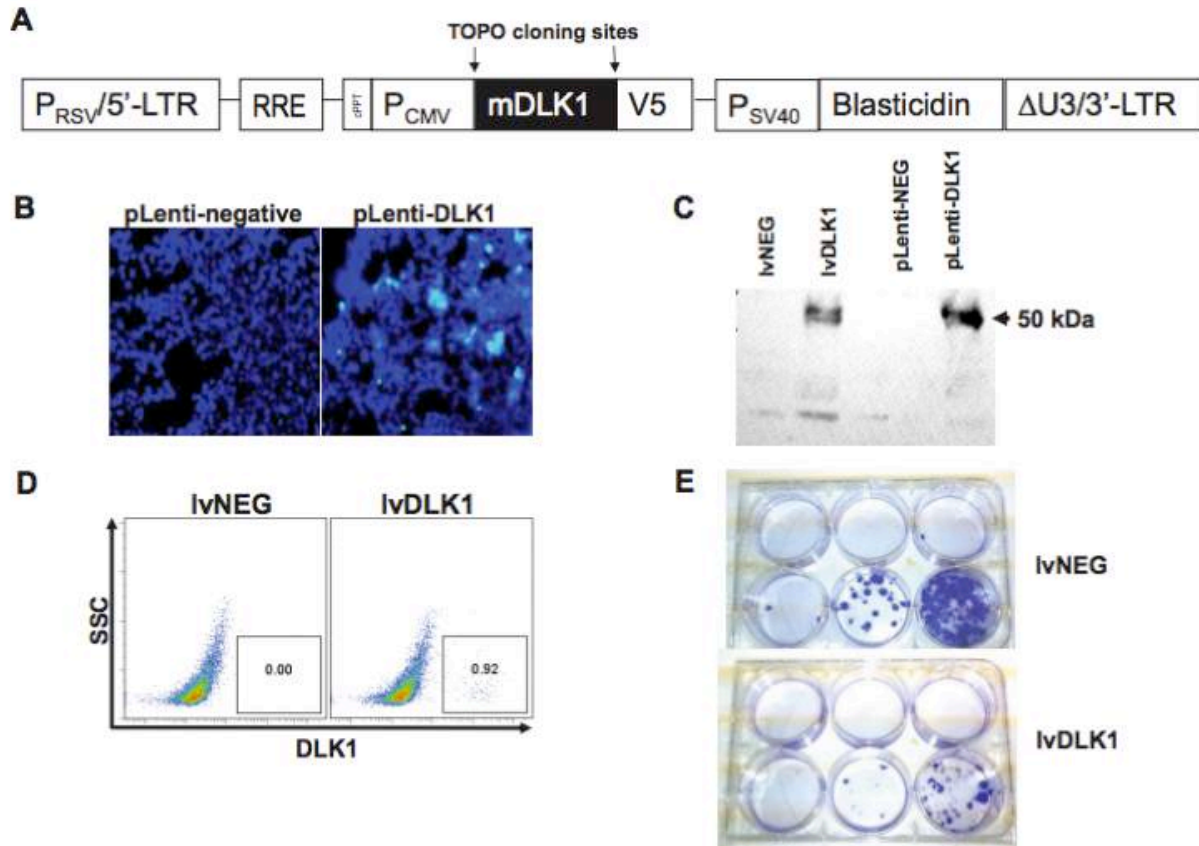 A
TOPO cloning sites
PRSV/5'-LTR RRE cPPT PCMV mDLK1 V5 PSV40 Blasticidin ΔU3/3'-LTR
B
pLenti-negative pLenti-DLK1
C
lvNEG lvDLK1 pLenti-NEG pLenti-DLK1
50 kDa
D
lvNEG lvDLK1
SSC
0.00 0.92
DLK1
E
lvNEG
lvDLK1